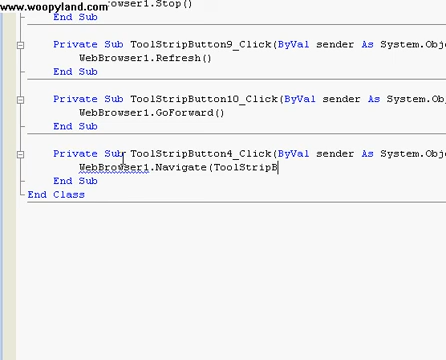 www.woopyland.com
owser1.Stop()
End Sub
Private Sub ToolStripButton9_Click(ByVal sender As System.Obj
WebBrowser1.Refresh()
End Sub
Private Sub ToolStripButton10_Click(ByVal sender As System.Ob
WebBrowser1.GoForward()
End Sub
Private Sub ToolStripButton4_Click(ByVal sender As System.Obj
WebBrowser1.Navigate(ToolStripB
End Sub
End Class